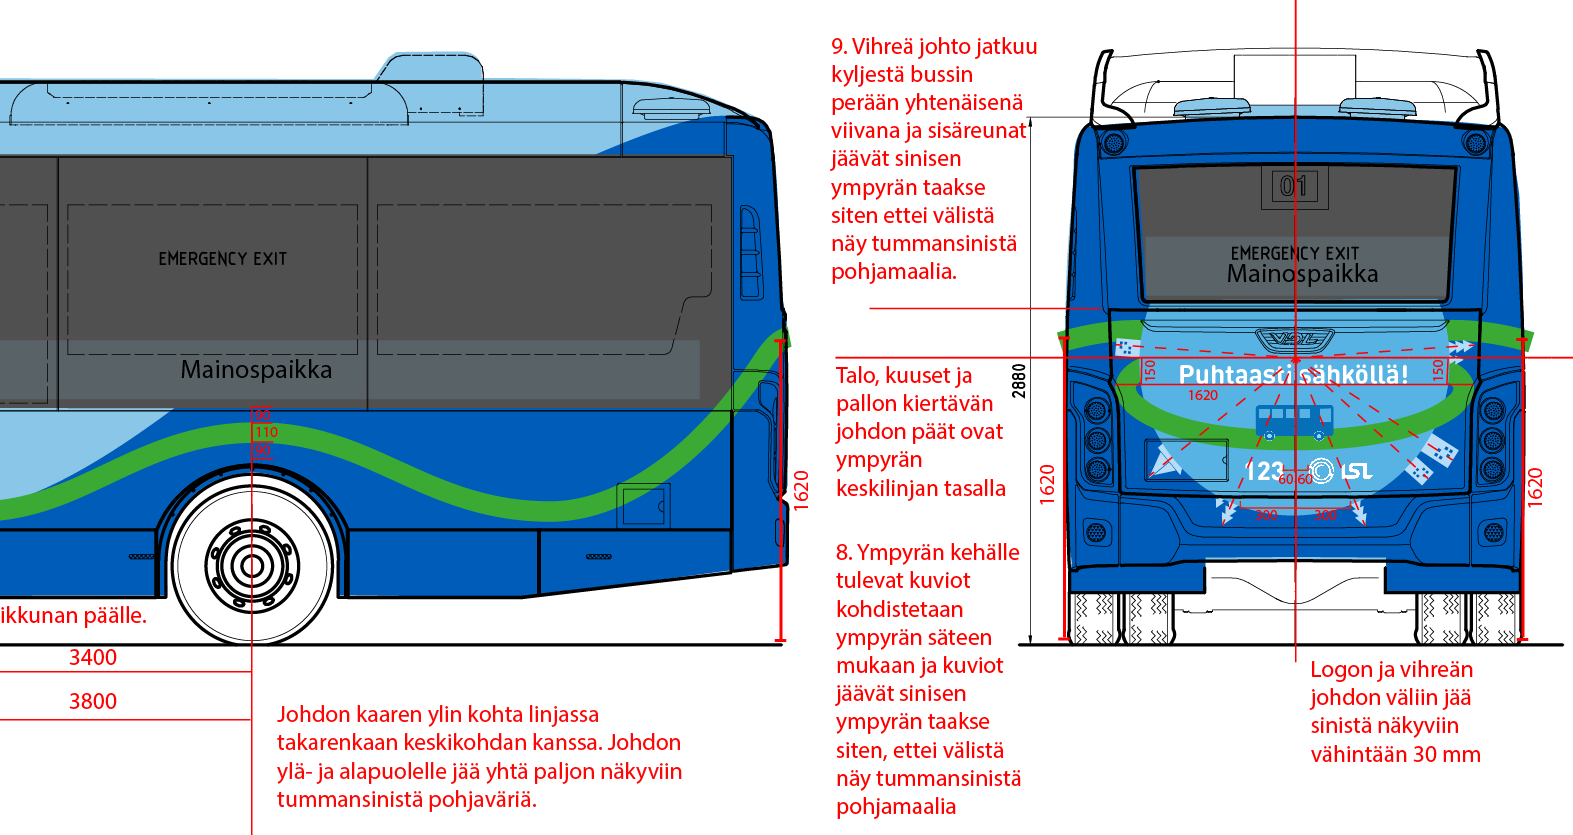 EMERGENCY EXIT
Mainospaikka
110
1620
ikkunan päälle.
3400
3800
Johdon kaaren ylin kohta linjassa
takarenkaan keskikohdan kanssa. Johdon
ylä- ja alapuolelle jää yhtä paljon näkyviin
tummansinistä pohjaväriä.
9. Vihreä johto jatkuu
kyljestä bussin
perään yhtenäisenä
viivana ja sisäreunat
jäävät sinisen
ympyrän taakse
siten ettei välistä
näy tummansinistä
pohjamaalia.
Talo, kuuset ja
pallon kiertävän
johdon päät ovat
ympyrän
keskilinjan tasalla
8. Ympyrän kehälle
tulevat kuviot
kohdistetaan
ympyrän säteen
mukaan ja kuviot
jäävät sinisen
ympyrän taakse
siten, ettei välistä
näy tummansinistä
pohjamaalia
2880
01
EMERGENCY EXIT
Mainospaikka
VDL
150
150
Puhtaasti sähköllä!
1620
123
LSL
60 60
300
300
1620
1620
Logon ja vihreän
johdon väliin jää
sinistä näkyviin
vähintään 30 mm